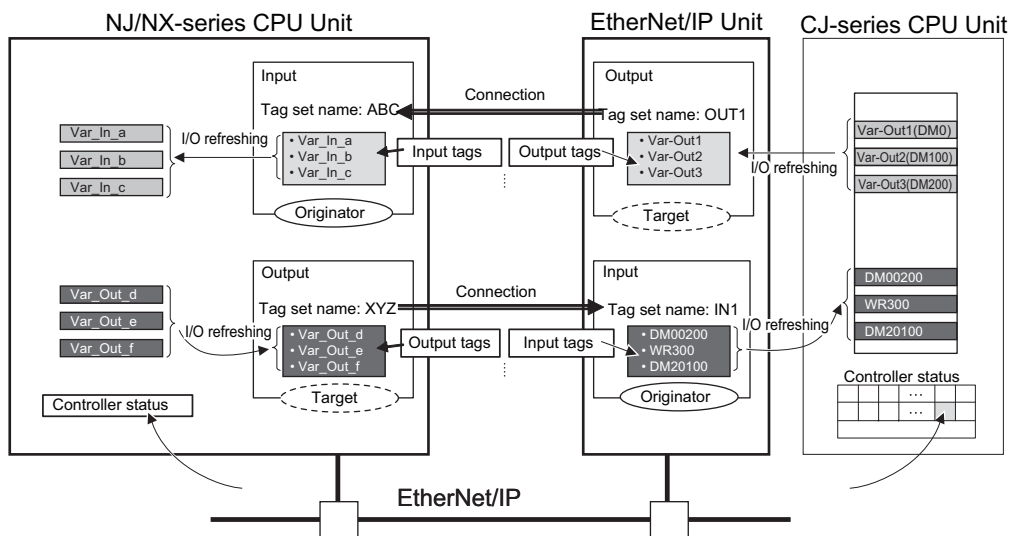 NJ/NX-series CPU Unit
EtherNet/IP Unit
CJ-series CPU Unit
Input
Tag set name: ABC
Var_In_a
Var_In_b
Var_In_c
I/O refreshing
• Var_In_a
• Var_In_b
• Var_In_c
Originator
Connection
Input tags
Output tags
Output
Tag set name: OUT1
• Var-Out1
• Var-Out2
• Var-Out3
Target
I/O refreshing
Var-Out1(DM0)
Var-Out2(DM100)
Var-Out3(DM200)
Output
Tag set name: XYZ
Var_Out_d
Var_Out_e
Var_Out_f
I/O refreshing
• Var_Out_d
• Var_Out_e
• Var_Out_f
Target
Connection
Output tags
Input tags
Input
Tag set name: IN1
• DM00200
• WR300
• DM20100
Originator
I/O refreshing
DM00200
WR300
DM20100
Controller status
Controller status
...
...
EtherNet/IP